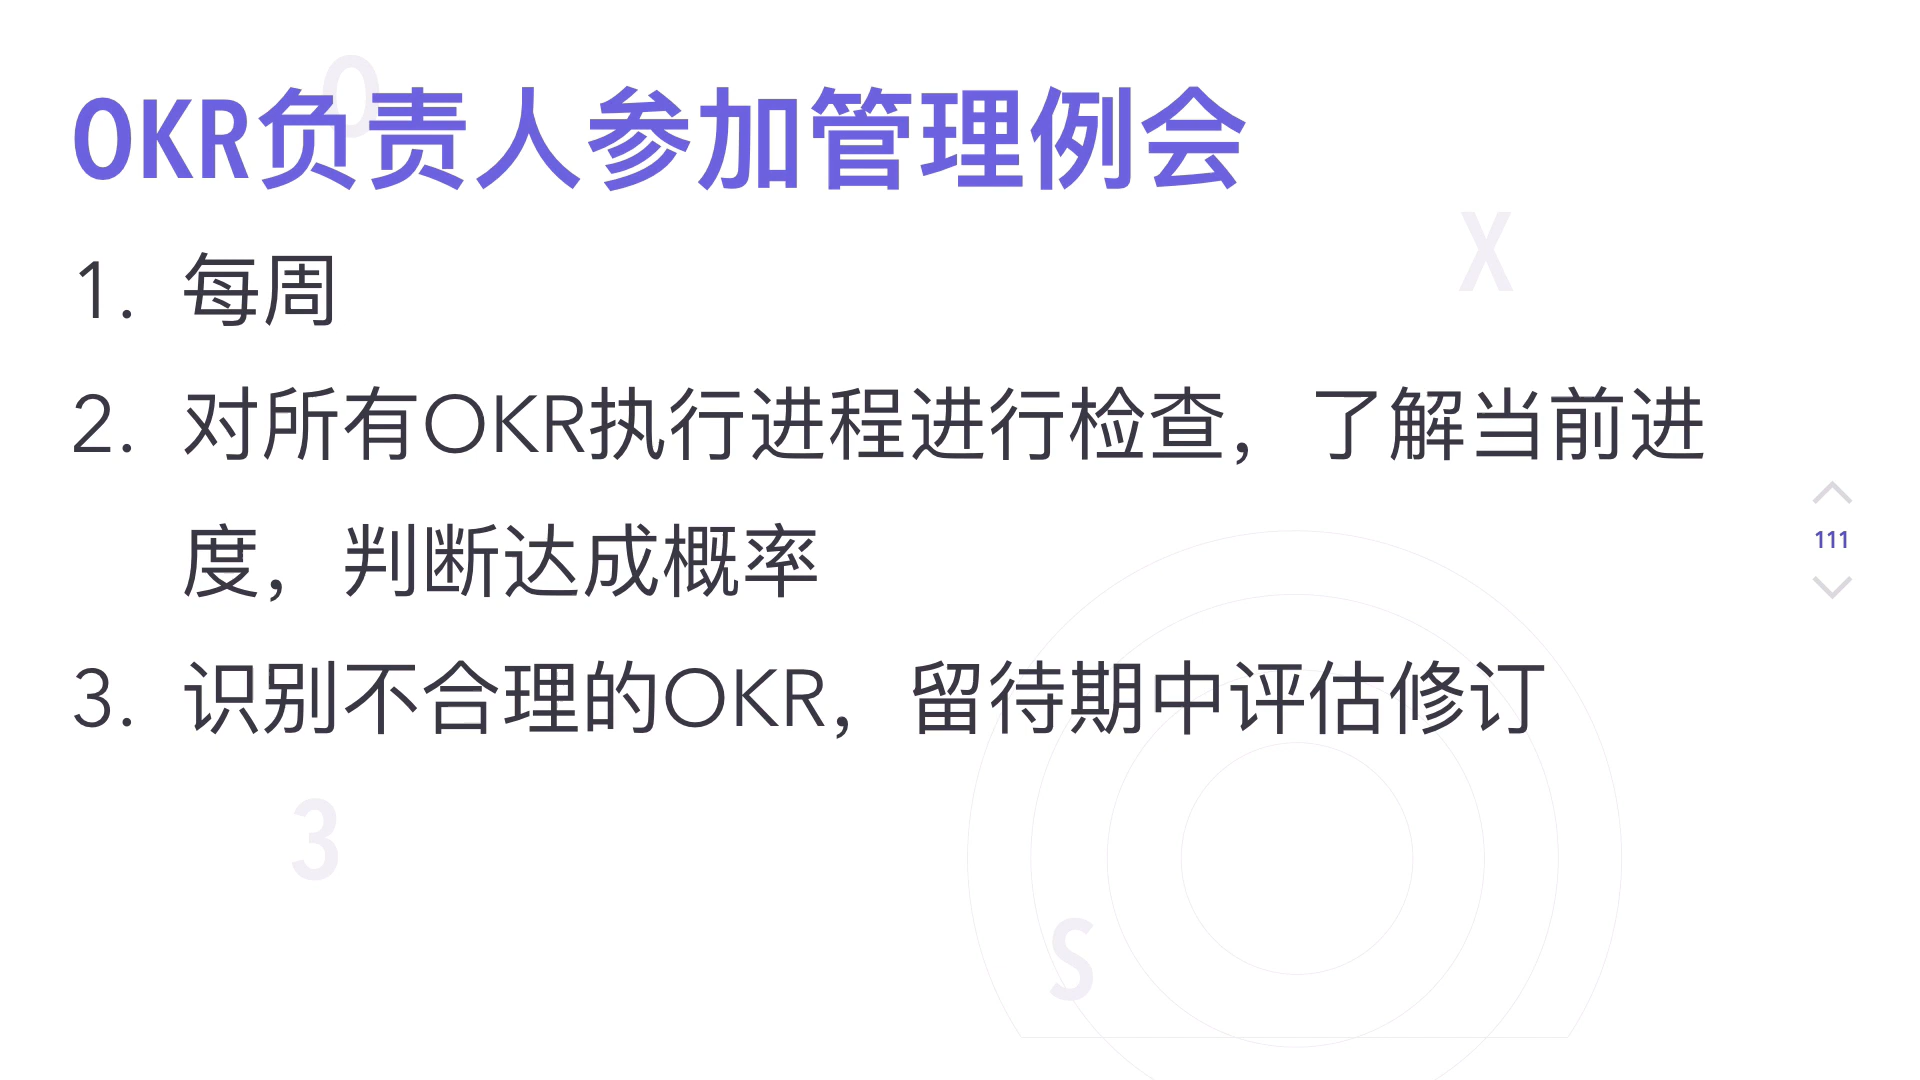 OKR负责人参加管理例会
1. 每周
2. 对所有OKR执行进程进行检查，了解当前进
度，判断达成概率
3. 识别不合理的OKR，留待期中评估修订
111
O
X
3
S